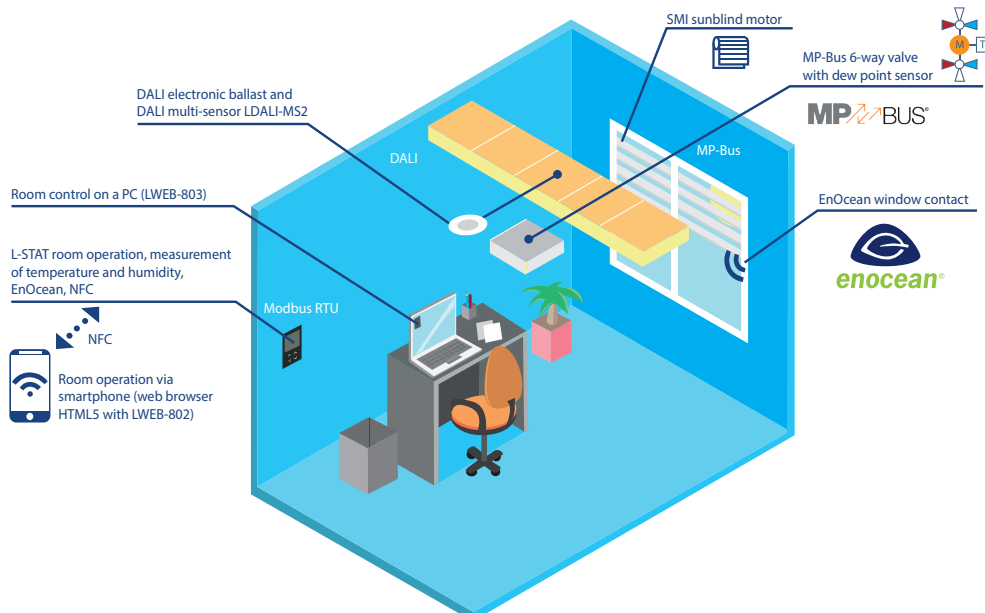 SMI sunblind motor
M
T
MP-Bus 6-way valve
with dew point sensor
MP BUS®
DALI electronic ballast and
DALI multi-sensor LDALI-MS2
DALI
MP-Bus
Room control on a PC (LWEB-803)
EnOcean window contact
enocean®
L-STAT room operation, measurement
of temperature and humidity,
EnOcean, NFC
Modbus RTU
NFC
Room operation via
smartphone (web browser
HTML5 with LWEB-802)